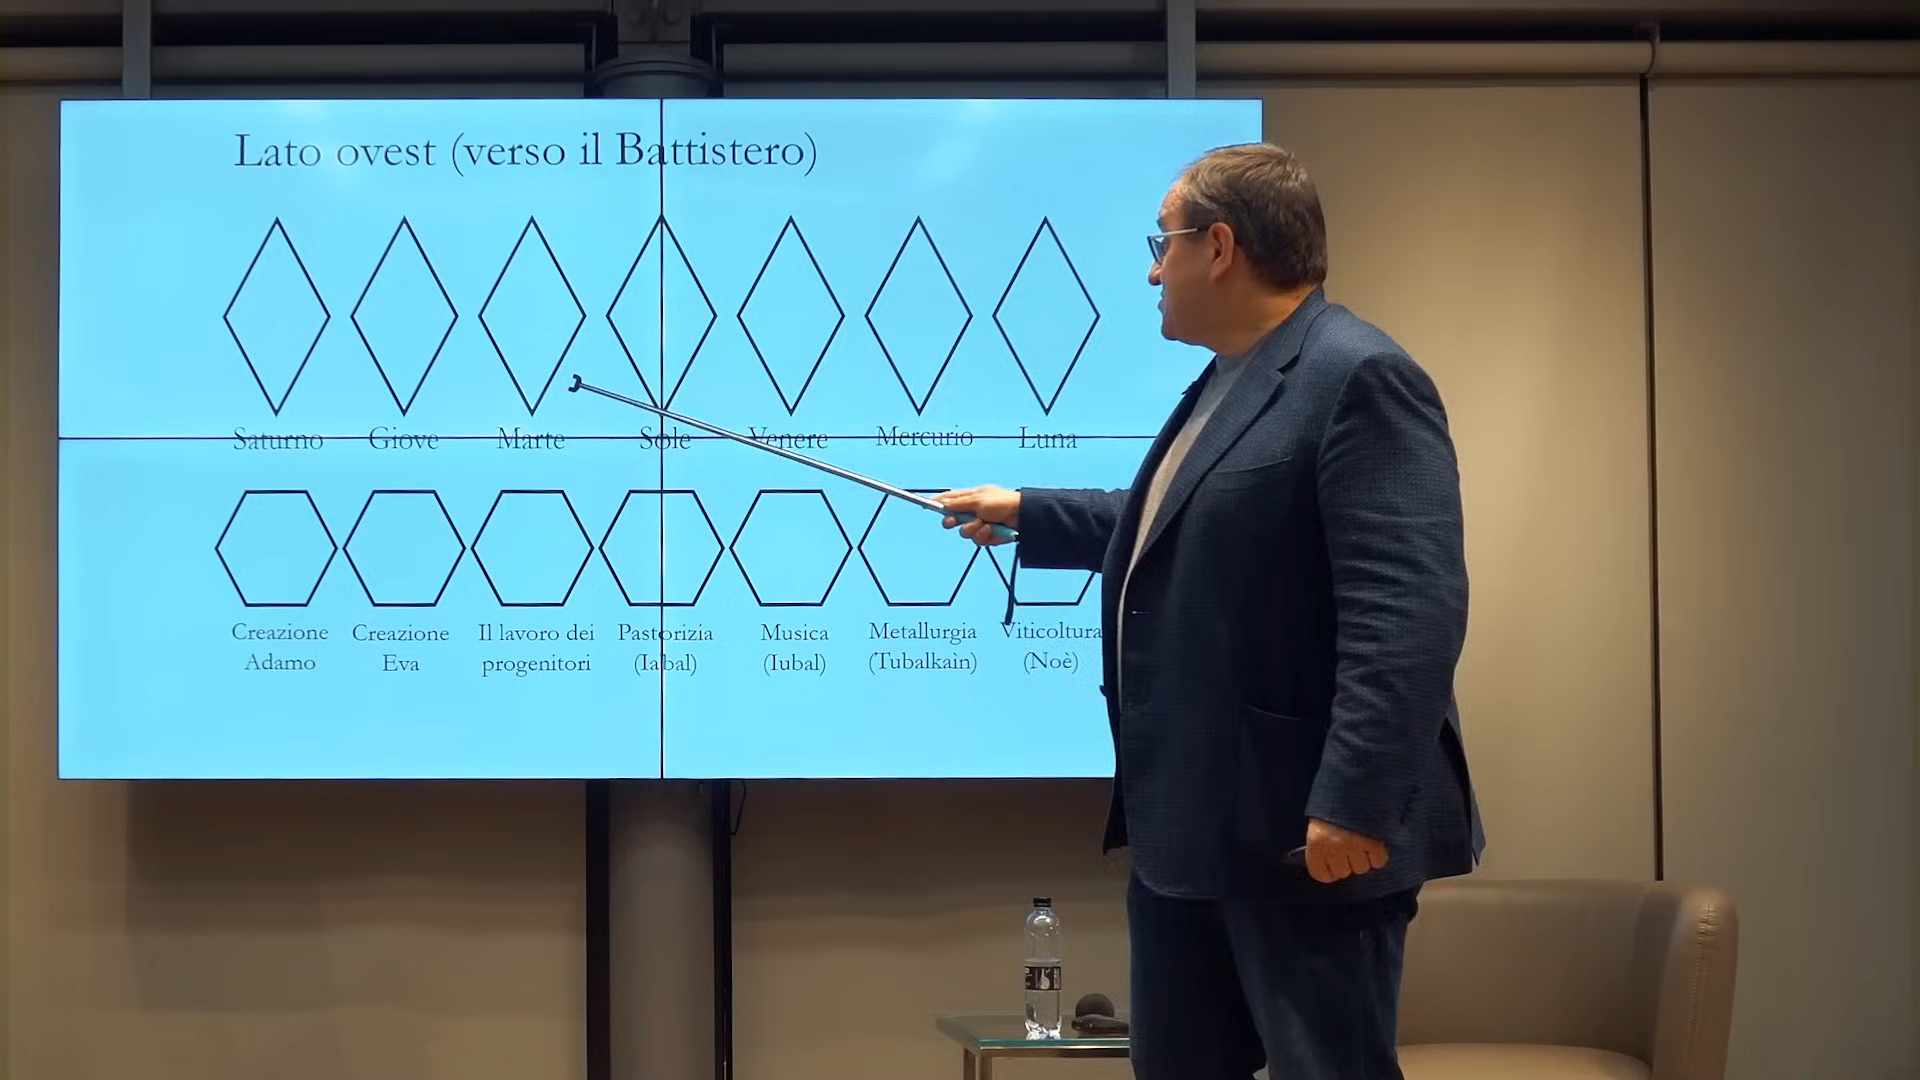 Lato ovest (verso il Battistero)
Saturno Giove Marte Sole Venere Mercurio Luna
Creazione Creazione Il lavoro dei Pastorizia Musica Metallurgia Viticoltura
Adamo Eva progenitori (Iabal) (Iubal) (Tubalkain) (Noè)